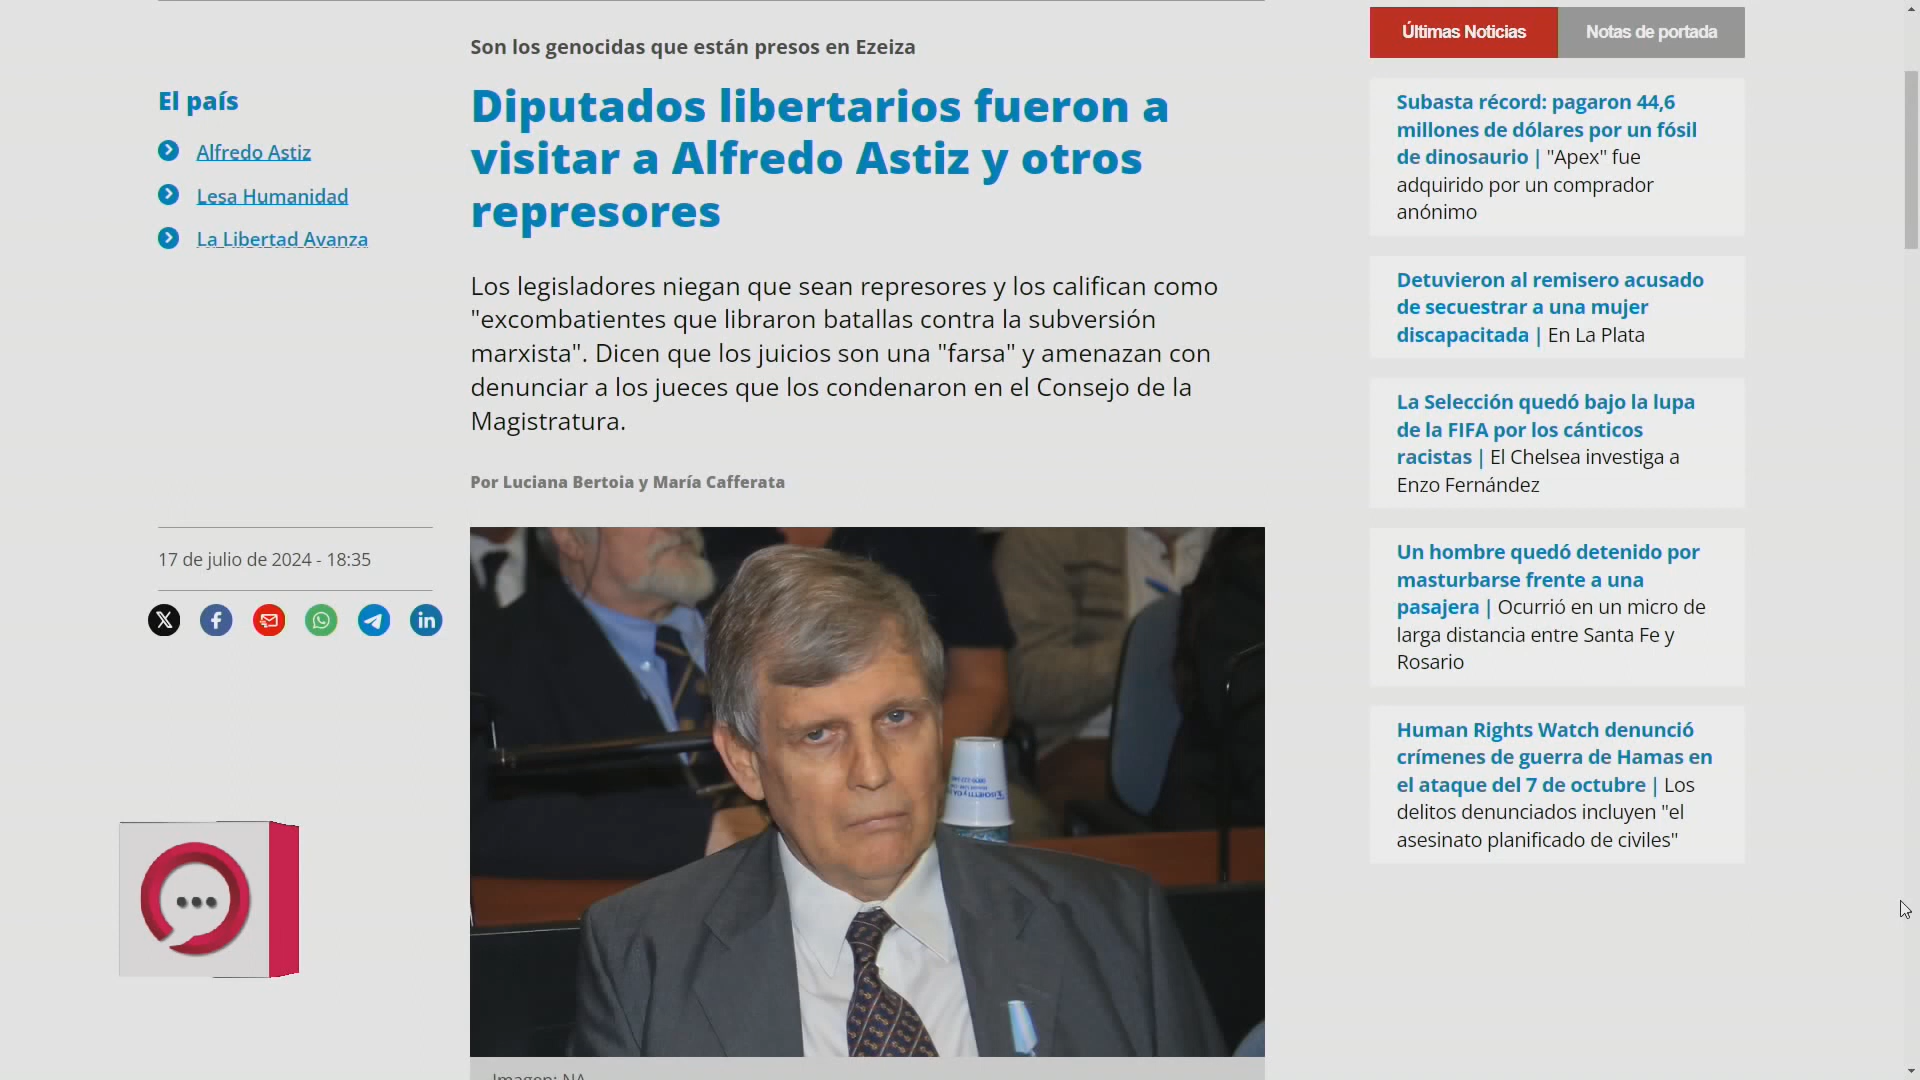 Son los genocidas que están presos en Ezeiza
El país
Alfredo Astiz
Lesa Humanidad
La Libertad Avanza
Diputados libertarios fueron a
visitar a Alfredo Astiz y otros
represores
Los legisladores niegan que sean represores y los califican como
"excombatientes que libraron batallas contra la subversión
marxista". Dicen que los juicios son una "farsa" y amenazan con
denunciar a los jueces que los condenaron en el Consejo de la
Magistratura.
Por Luciana Bertoia y María Cafferata
17 de julio de 2024 - 18:35
Imagen: NA
Últimas Noticias
Notas de portada
Subasta récord: pagaron 44,6
millones de dólares por un fósil
de dinosaurio | "Apex" fue
adquirido por un comprador
anónimo
Detuvieron al remisero acusado
de secuestrar a una mujer
discapacitada | En La Plata
La Selección quedó bajo la lupa
de la FIFA por los cánticos
racistas | El Chelsea investiga a
Enzo Fernández
Un hombre quedó detenido por
masturbarse frente a una
pasajera | Ocurrió en un micro de
larga distancia entre Santa Fe y
Rosario
Human Rights Watch denunció
crímenes de guerra de Hamas en
el ataque del 7 de octubre | Los
delitos denunciados incluyen "el
asesinato planificado de civiles"